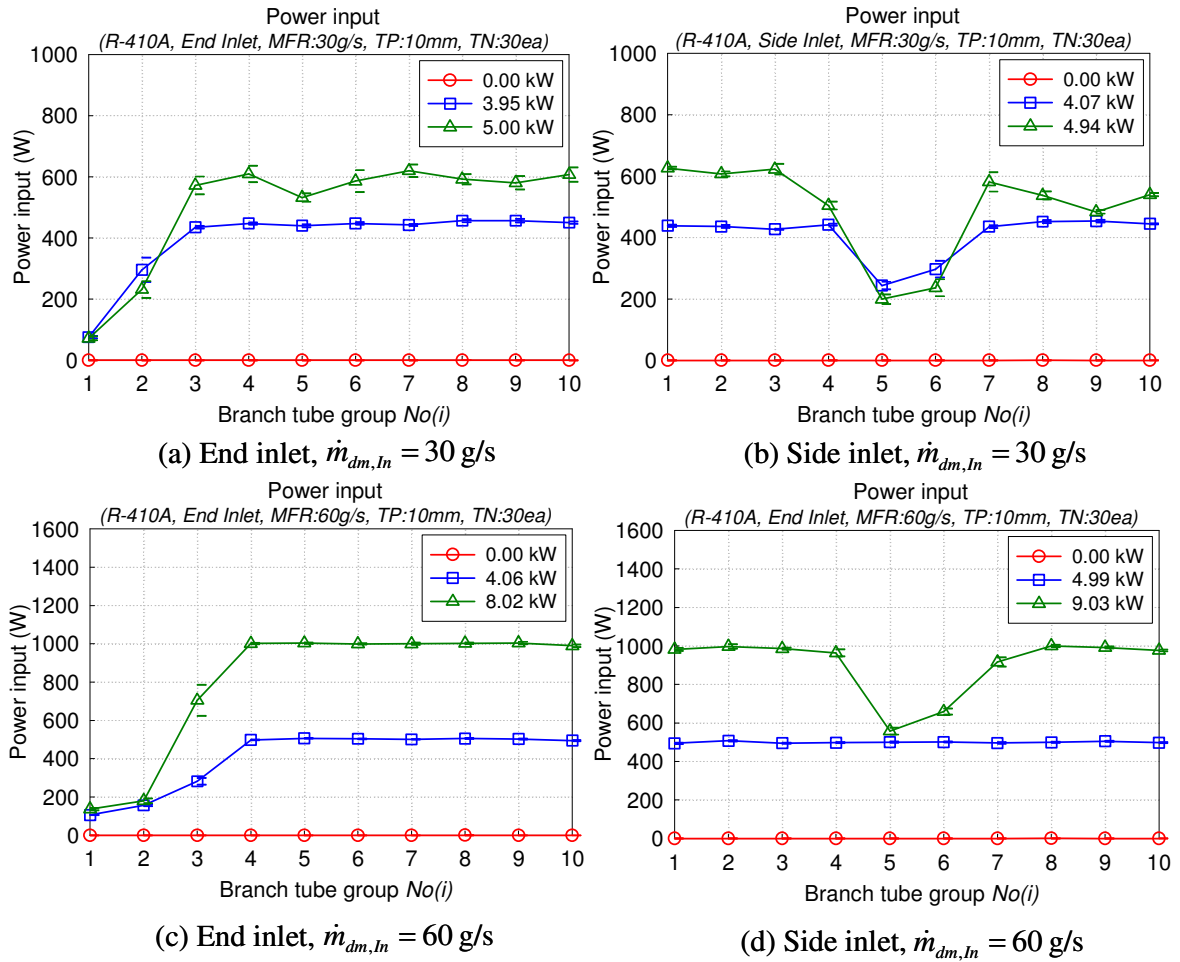 Power input
(R-410A, End Inlet, MFR:30g/s, TP:10mm, TN:30ea)
1000
800
600
400
200
0
Power input (W)
0.00 kW
3.95 kW
5.00 kW
1 2 3 4 5 6 7 8 9 10
Branch tube group No(i)
(a) End inlet, ṁdm,In = 30 g/s
Power input
(R-410A, Side Inlet, MFR:30g/s, TP:10mm, TN:30ea)
1000
800
600
400
200
0
Power input (W)
0.00 kW
4.07 kW
4.94 kW
1 2 3 4 5 6 7 8 9 10
Branch tube group No(i)
(b) Side inlet, ṁdm,In = 30 g/s
Power input
(R-410A, End Inlet, MFR:60g/s, TP:10mm, TN:30ea)
1600
1400
1200
1000
800
600
400
200
0
Power input (W)
0.00 kW
4.06 kW
8.02 kW
1 2 3 4 5 6 7 8 9 10
Branch tube group No(i)
(c) End inlet, ṁdm,In = 60 g/s
Power input
(R-410A, End Inlet, MFR:60g/s, TP:10mm, TN:30ea)
1600
1400
1200
1000
800
600
400
200
0
Power input (W)
0.00 kW
4.99 kW
9.03 kW
1 2 3 4 5 6 7 8 9 10
Branch tube group No(i)
(d) Side inlet, ṁdm,In = 60 g/s